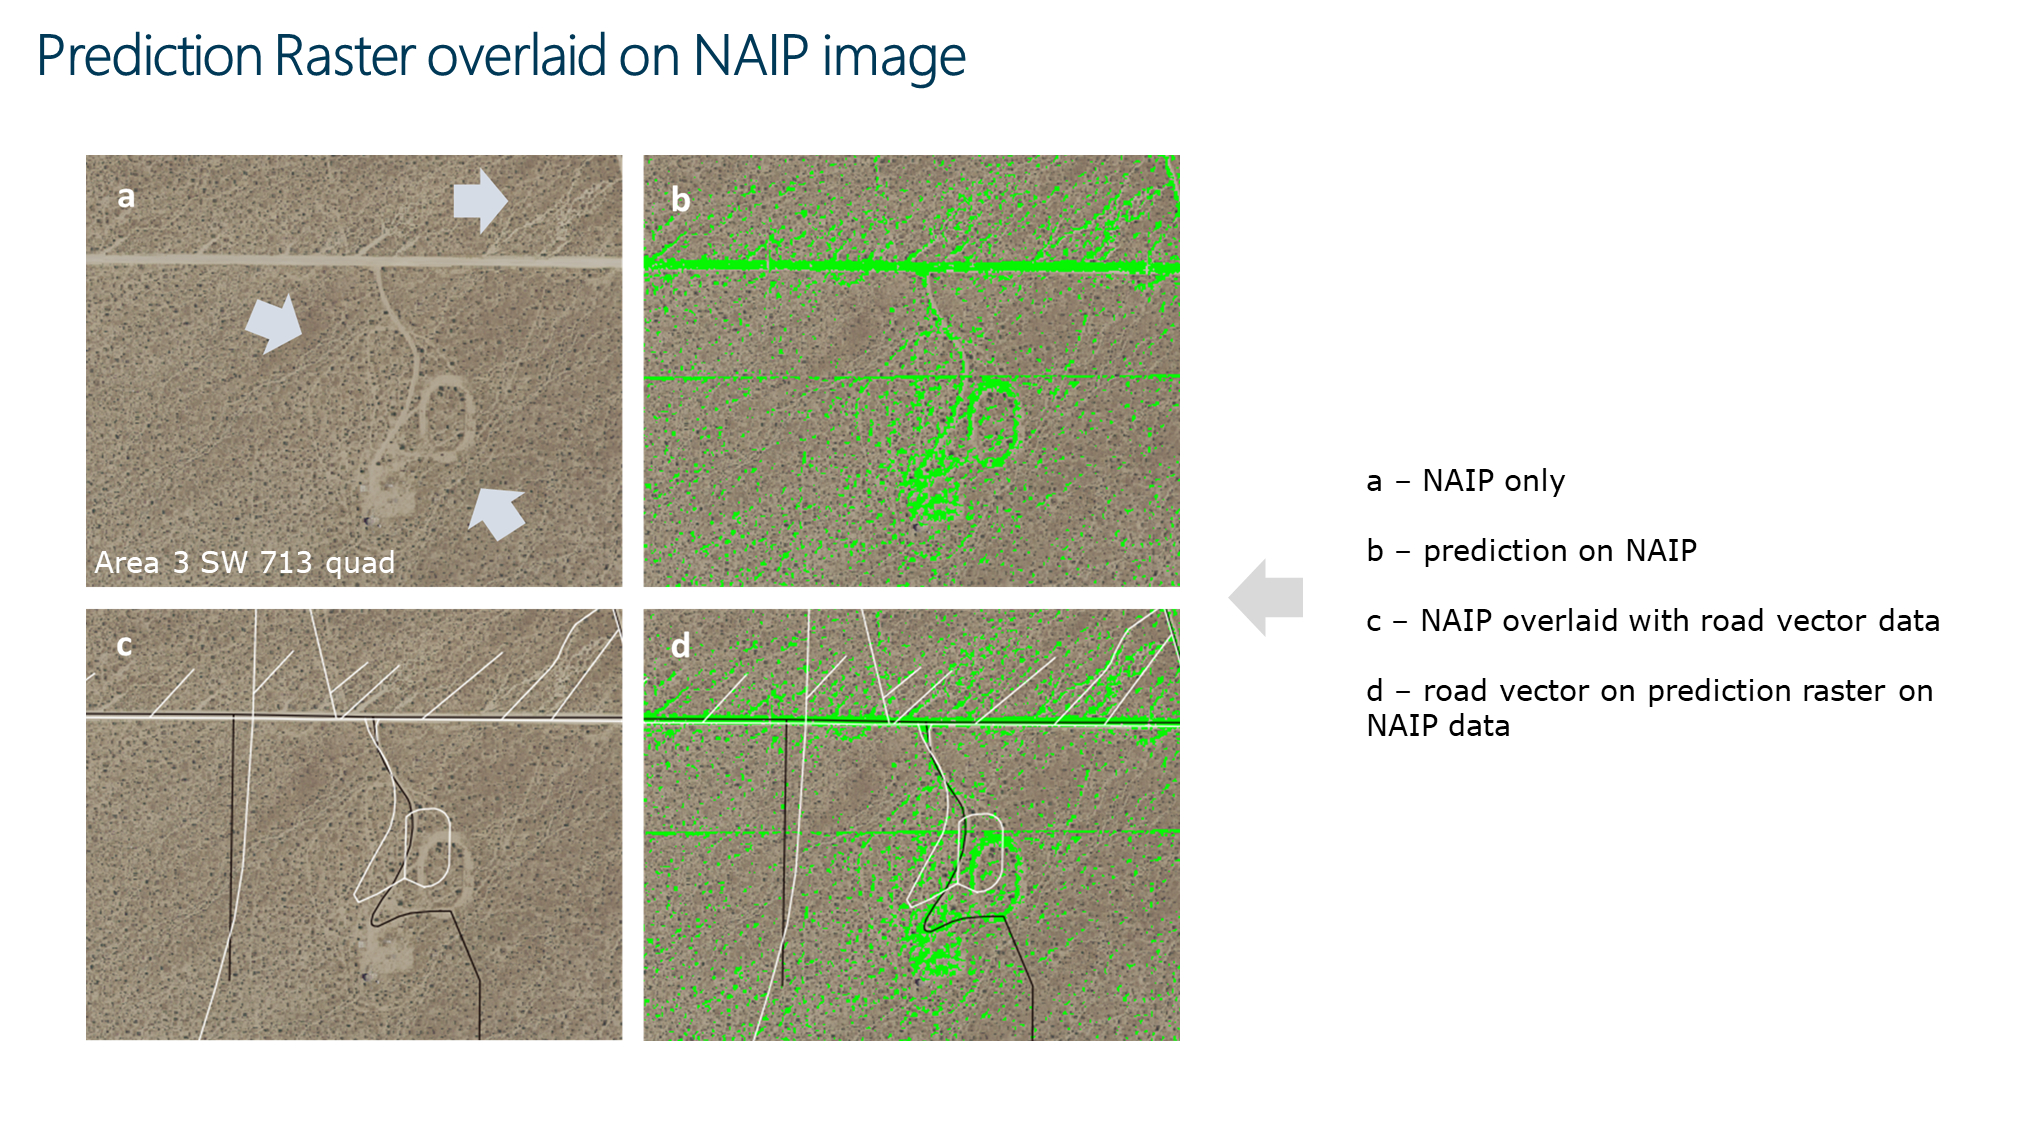 Prediction Raster overlaid on NAIP image
a
b
Area 3 SW 713 quad
c
d
a – NAIP only
b – prediction on NAIP
c – NAIP overlaid with road vector data
d – road vector on prediction raster on
NAIP data